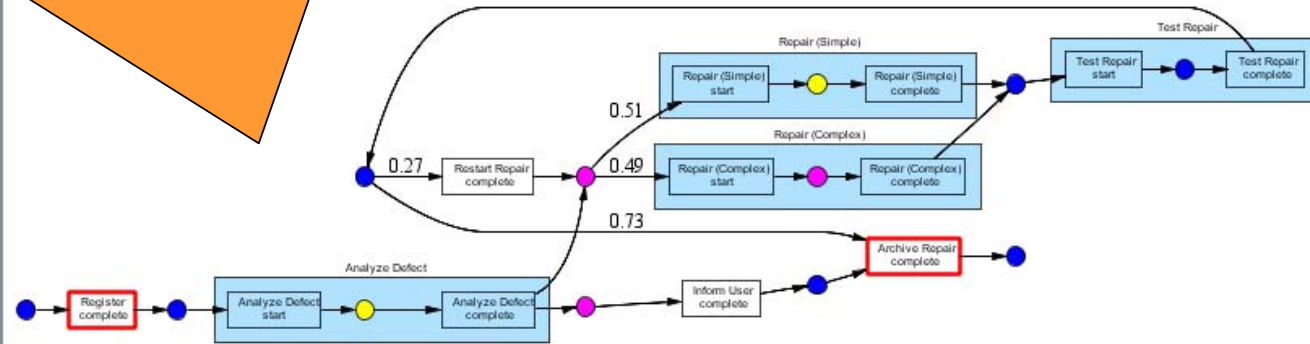 Test Repair
Repair (Simple)
Repair (Simple)
start
Repair (Simple)
complete
Test Repair
start
Test Repair
complete
0.51
Repair (Complex)
0.27
Restart Repair
complete
0.49
Repair (Complex)
start
Repair (Complex)
complete
0.73
Archive Repair
complete
Analyze Defect
Register
complete
Analyze Defect
start
Analyze Defect
complete
Inform User
complete